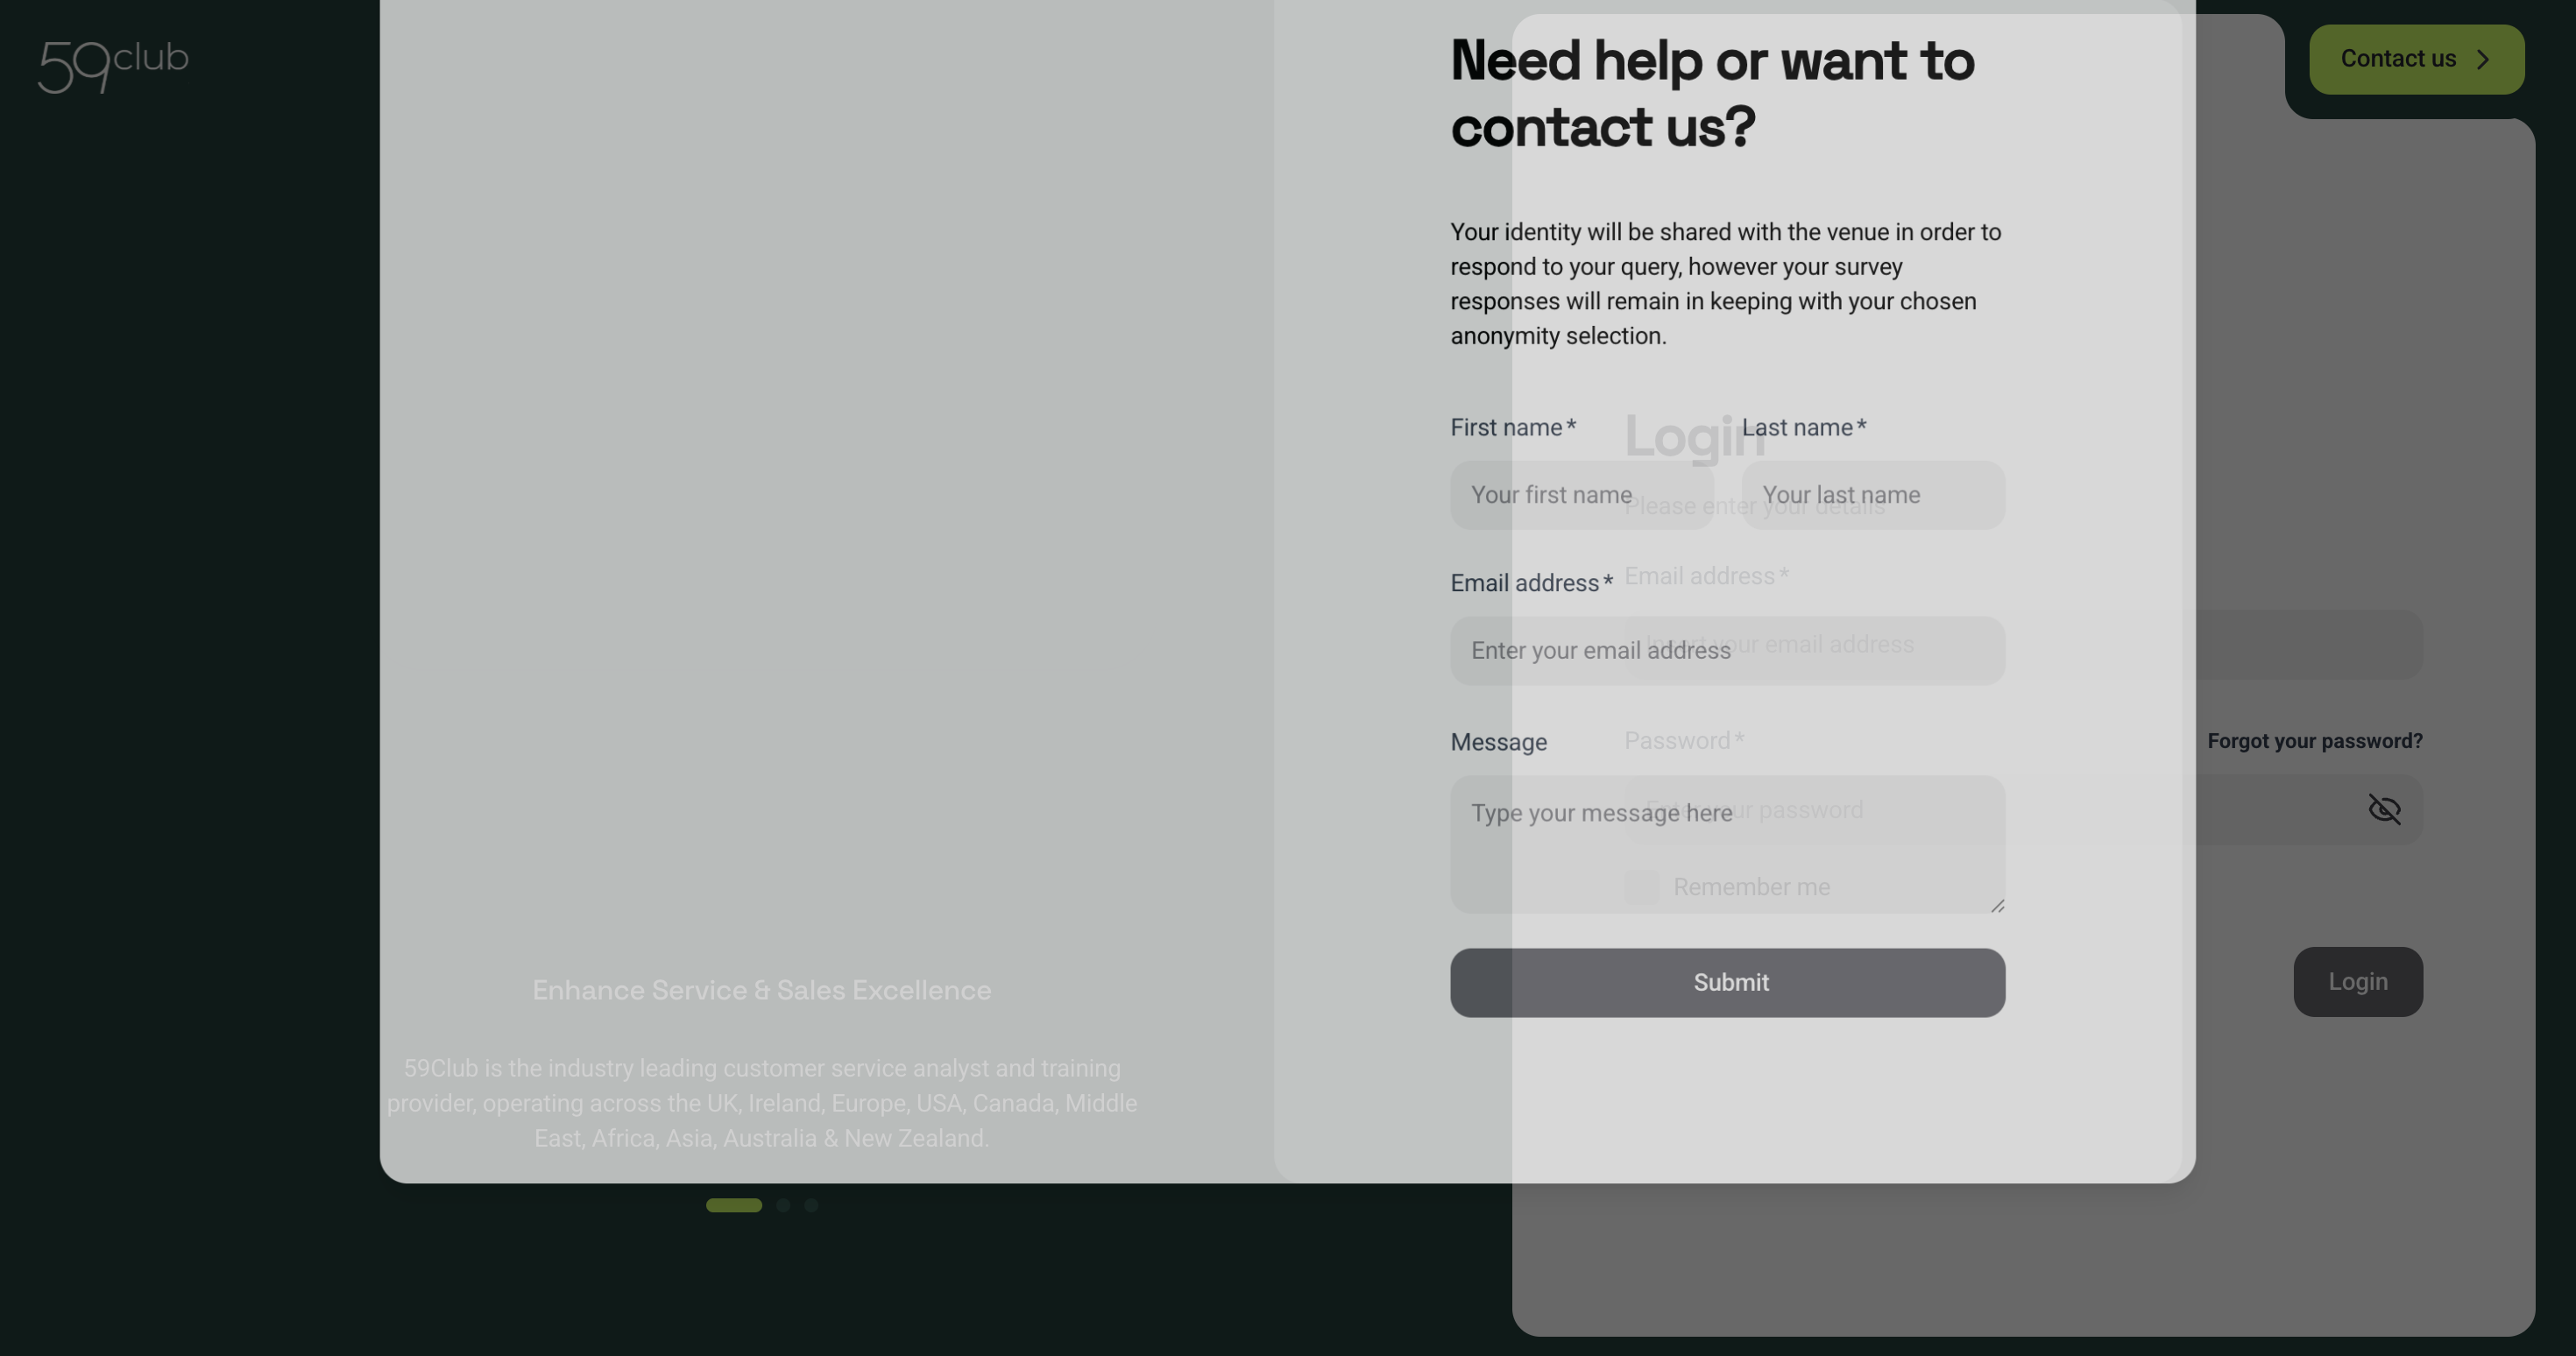 59club
Contact us
Need help or want to
contact us?
Your identity will be shared with the venue in order to
respond to your query, however your survey
responses will remain in keeping with your chosen
anonymity selection.
First name*
Last name*
Your first name
Your last name
Email address*
Enter your email address
Message
Type your message here
Submit
Login
Please enter your details
Email address*
Insert your email address
Password*
Forgot your password?
Enter your password
Remember me
Login
Enhance Service & Sales Excellence
59Club is the industry leading customer service analyst and training
provider, operating across the UK, Ireland, Europe, USA, Canada, Middle
East, Africa, Asia, Australia & New Zealand.